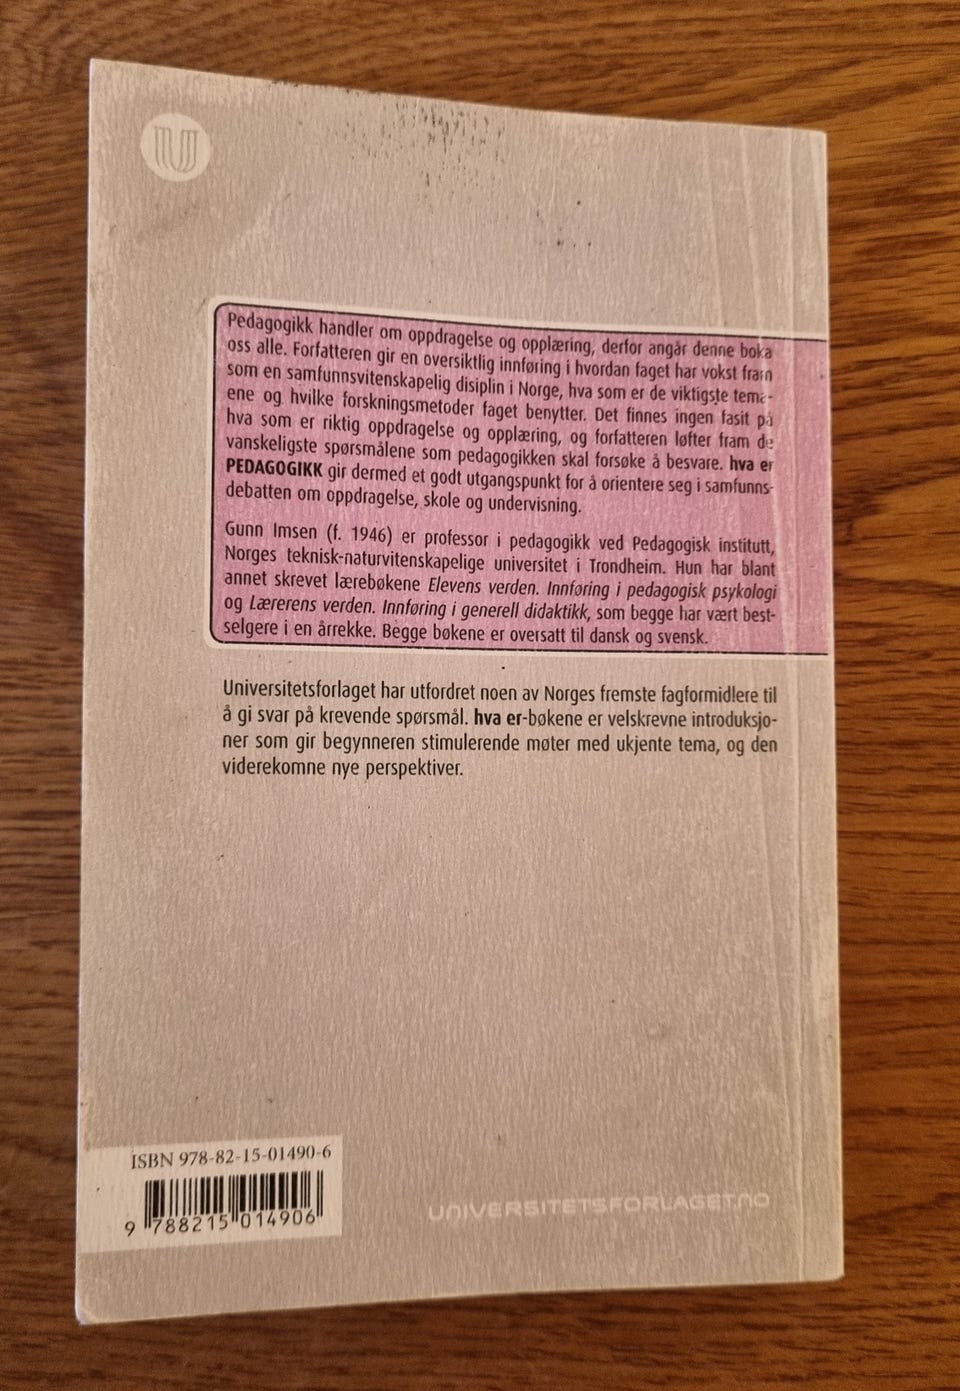 Pedagogikk handler om oppdragelse og opplæring, derfor angår denne boka
oss alle. Forfatteren gir en oversiktlig innføring i hvordan faget har vokst fram
som en samfunnsvitenskapelig disiplin i Norge, hva som er de viktigste tema-
ene og hvilke forskningsmetoder faget benytter. Det finnes ingen fasit på
hva som er riktig oppdragelse og opplæring, og forfatteren løfter fram de
vanskeligste spørsmålene som pedagogikken skal forsøke å besvare. hva er
PEDAGOGIKK gir dermed et godt utgangspunkt for å orientere seg i samfunns-
debatten om oppdragelse, skole og undervisning.
Gunn Imsen (f. 1946) er professor i pedagogikk ved Pedagogisk institutt,
Norges teknisk-naturvitenskapelige universitet i Trondheim. Hun har blant
annet skrevet lærebøkene Elevens verden. Innføring i pedagogisk psykologi
og Lærerens verden. Innføring i generell didaktikk, som begge har vært best-
selgere i en årrekke. Begge bøkene er oversatt til dansk og svensk.
Universitetsforlaget har utfordret noen av Norges fremste fagformidlere til
å gi svar på krevende spørsmål. hva er-bøkene er velskrevne introduksjo-
ner som gir begynneren stimulerende møter med ukjente tema, og den
viderekomne nye perspektiver.
ISBN 978-82-15-01490-6
9 788215 014906
UNIVERSITETSFORLAGET.NO